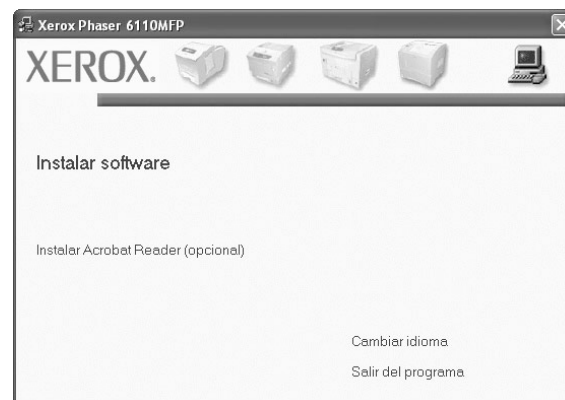 Xerox Phaser 6110MFP
XEROX.
Instalar software
Instalar Acrobat Reader (opcional)
Cambiar idioma
Salir del programa